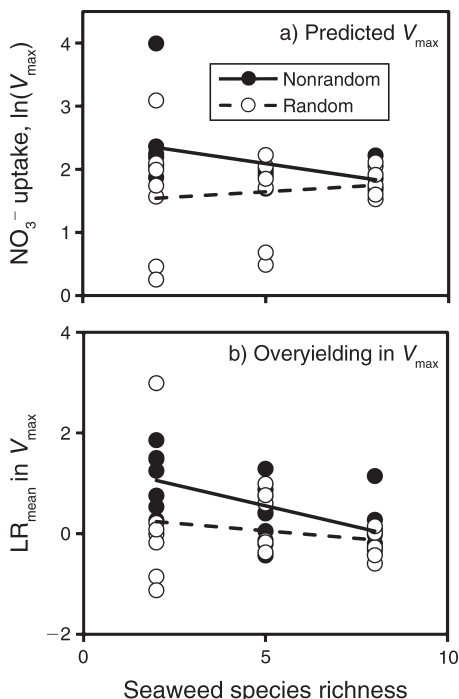 a) Predicted Vmax
Nonrandom
Random
NO3− uptake, ln(Vmax)
4
3
2
1
0
b) Overyielding in Vmax
LRmean in Vmax
4
2
0
−2
0
5
10
Seaweed species richness